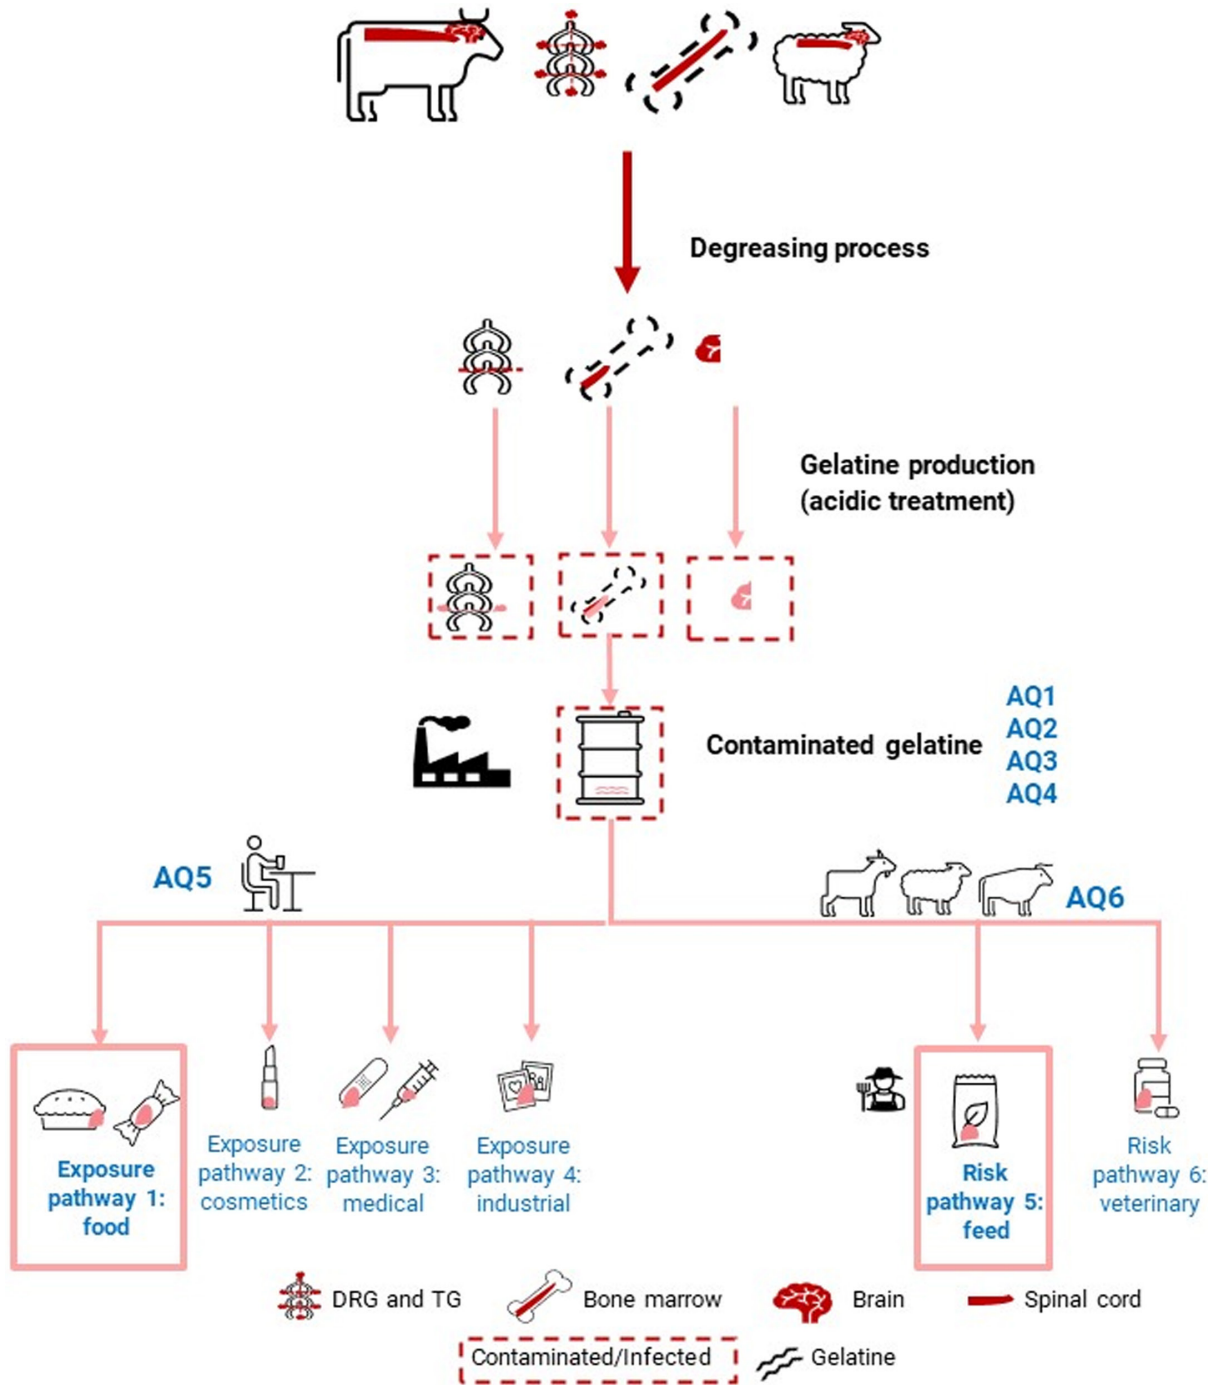 Degreasing process
Gelatine production
(acidic treatment)
AQ1
AQ2
Contaminated gelatine
AQ3
AQ4
AQ5
AQ6
Exposure
pathway 1:
food
Exposure
pathway 2:
cosmetics
Exposure
pathway 3:
medical
Exposure
pathway 4:
industrial
Risk
pathway 5:
feed
Risk
pathway 6:
veterinary
DRG and TG
Bone marrow
Brain
Spinal cord
Contaminated/Infected
Gelatine